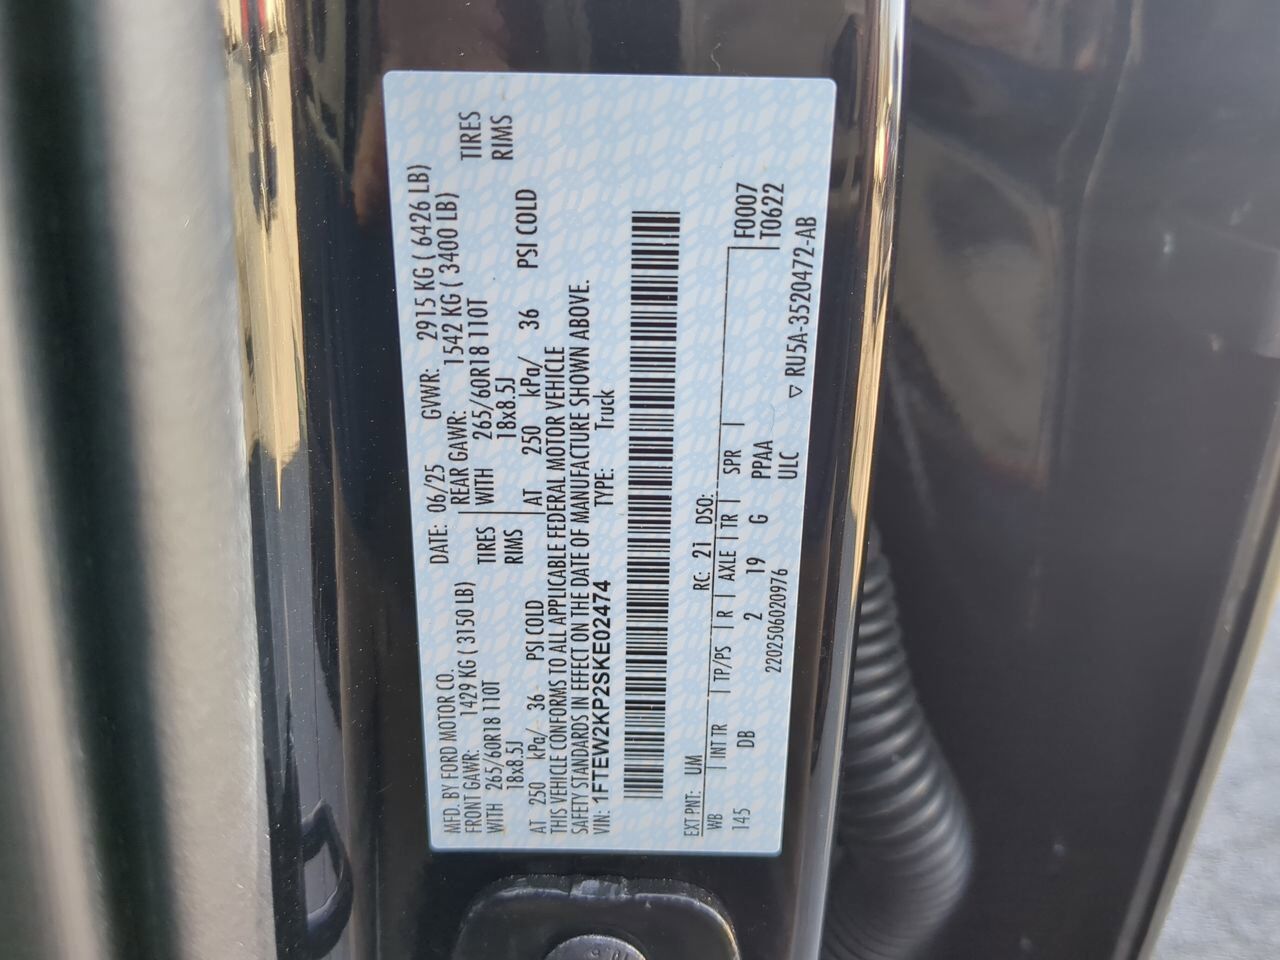 MFD. BY FORD MOTOR CO. DATE: 06/25 GVWR: 2915 KG ( 6426 LB)
FRONT GAWR: 1429 KG ( 3150 LB) REAR GAWR: 1542 KG ( 3400 LB)
WITH 265/60R18 110T TIRES WITH 265/60R18 110T TIRES
18x8.5J RIMS 18x8.5J RIMS
AT 250 kPa/ 36 PSI COLD AT 250 kPa/ 36 PSI COLD
THIS VEHICLE CONFORMS TO ALL APPLICABLE FEDERAL MOTOR VEHICLE
SAFETY STANDARDS IN EFFECT ON THE DATE OF MANUFACTURE SHOWN ABOVE.
VIN: 1FTEW2KP2SKE02474 TYPE: Truck
EXT PNT: UM RC: 21 DSO:
WB | INT TR | TP/PS | R | AXLE | TR | SPR | F0007
145 DB 2 19 G PPAA T0622
2202506020976 ULC
▽ RU5A-3520472-AB